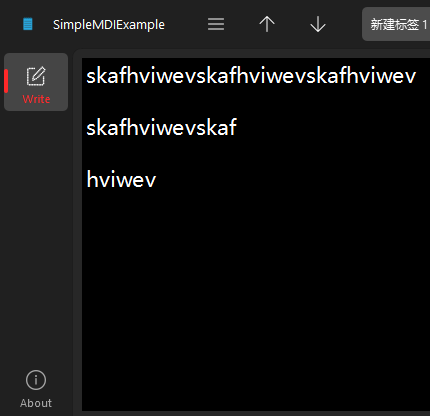 SimpleMDIExample
新建标签 1
Write
skafhviwevskafhviwevskafhviwev
skafhviwevskaf
hviwev
About